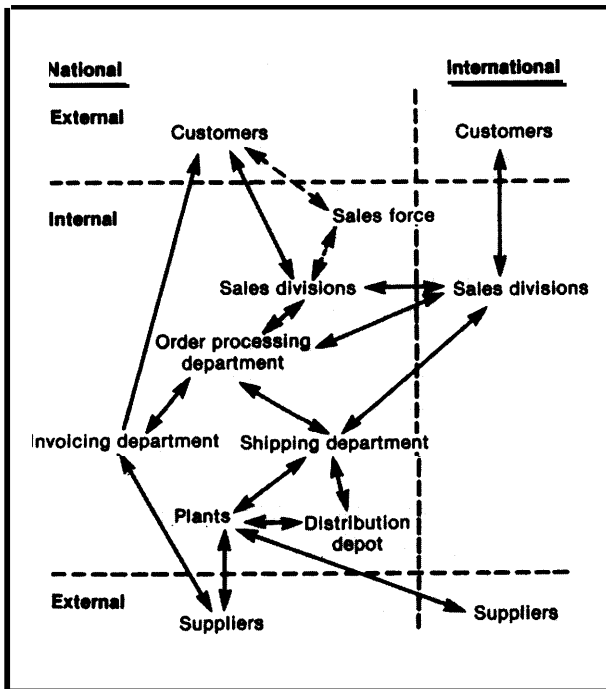 National
International
External
Customers
Customers
Internal
Sales force
Sales divisions
Sales divisions
Order processing
department
Invoicing department
Shipping department
Plants
Distribution
depot
External
Suppliers
Suppliers